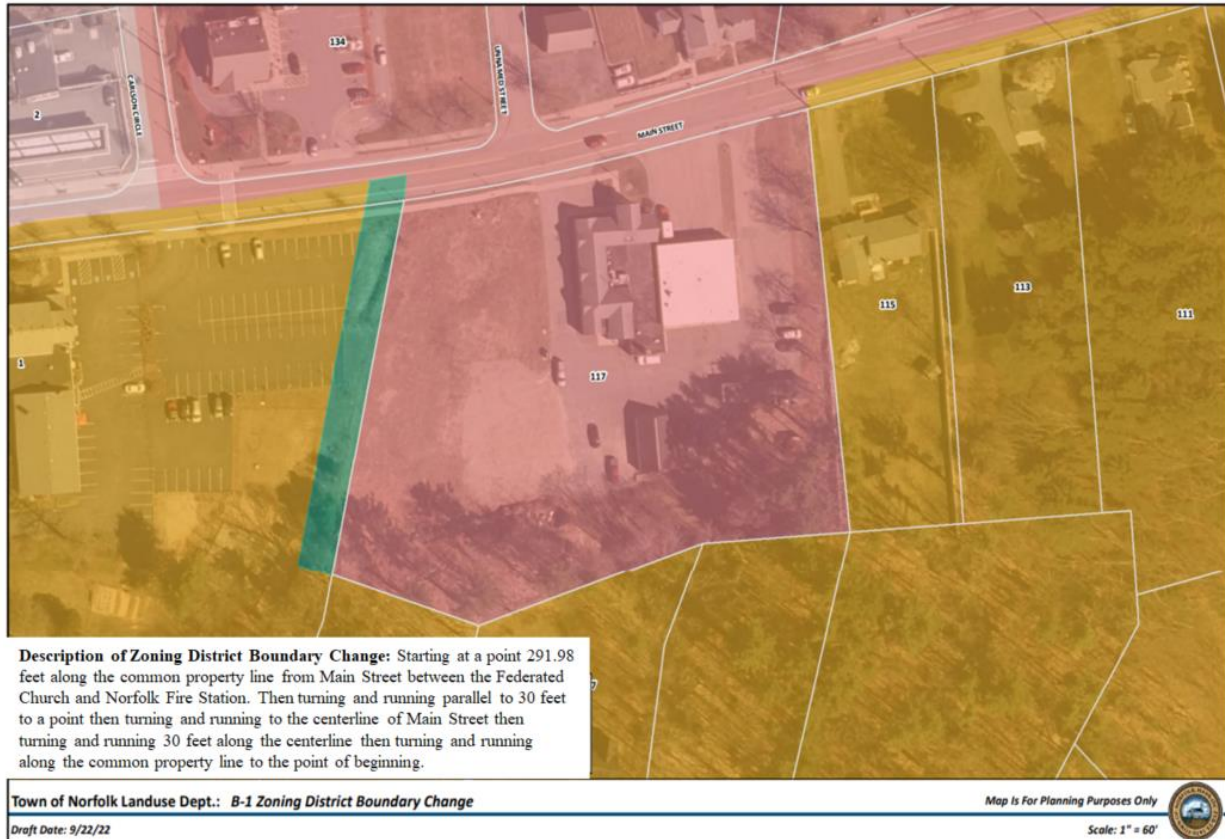 134
2
CARLSON CIRCLE
UNNAMED STREET
MAIN STREET
115
113
111
1
117
7
Description of Zoning District Boundary Change: Starting at a point 291.98
feet along the common property line from Main Street between the Federated
Church and Norfolk Fire Station. Then turning and running parallel to 30 feet
to a point then turning and running to the centerline of Main Street then
turning and running 30 feet along the centerline then turning and running
along the common property line to the point of beginning.
Town of Norfolk Landuse Dept.: B-1 Zoning District Boundary Change
Map Is For Planning Purposes Only
Draft Date: 9/22/22
Scale: 1" = 60'